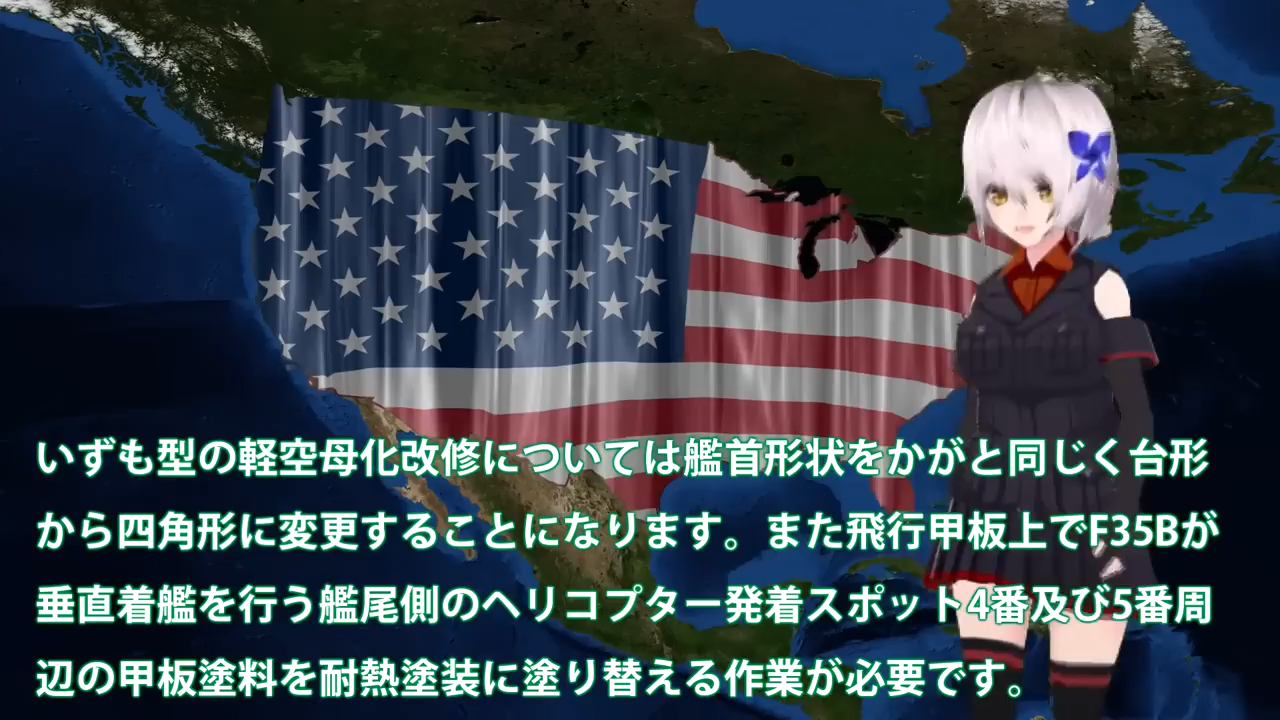 いずも型の軽空母化改修については艦首形状をかがと同じく台形
から四角形に変更することになります。また飛行甲板上でF35Bが
垂直着艦を行う艦尾側のヘリコプター発着スポット4番及び5番周
辺の甲板塗料を耐熱塗装に塗り替える作業が必要です。